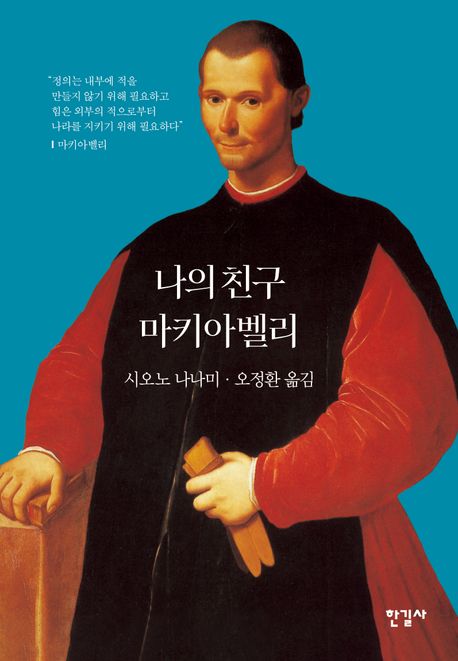 “정의는 내부에 적을
만들지 않기 위해 필요하고
힘은 외부의 적으로부터
나라를 지키기 위해 필요하다”
| 마키아벨리
나의 친구
마키아벨리
시오노 나나미 · 오정환 옮김
한길사